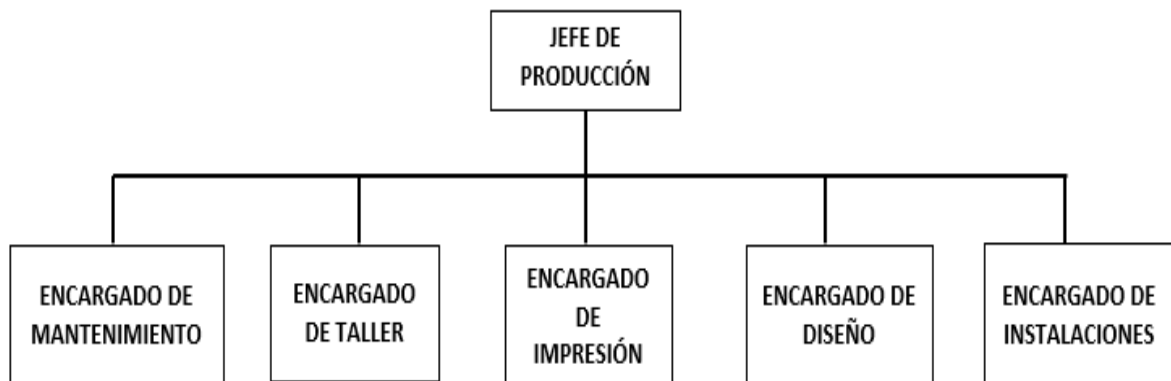 JEFE DE
PRODUCCIÓN
ENCARGADO DE
MANTENIMIENTO
ENCARGADO
DE TALLER
ENCARGADO
DE
IMPRESIÓN
ENCARGADO DE
DISEÑO
ENCARGADO DE
INSTALACIONES